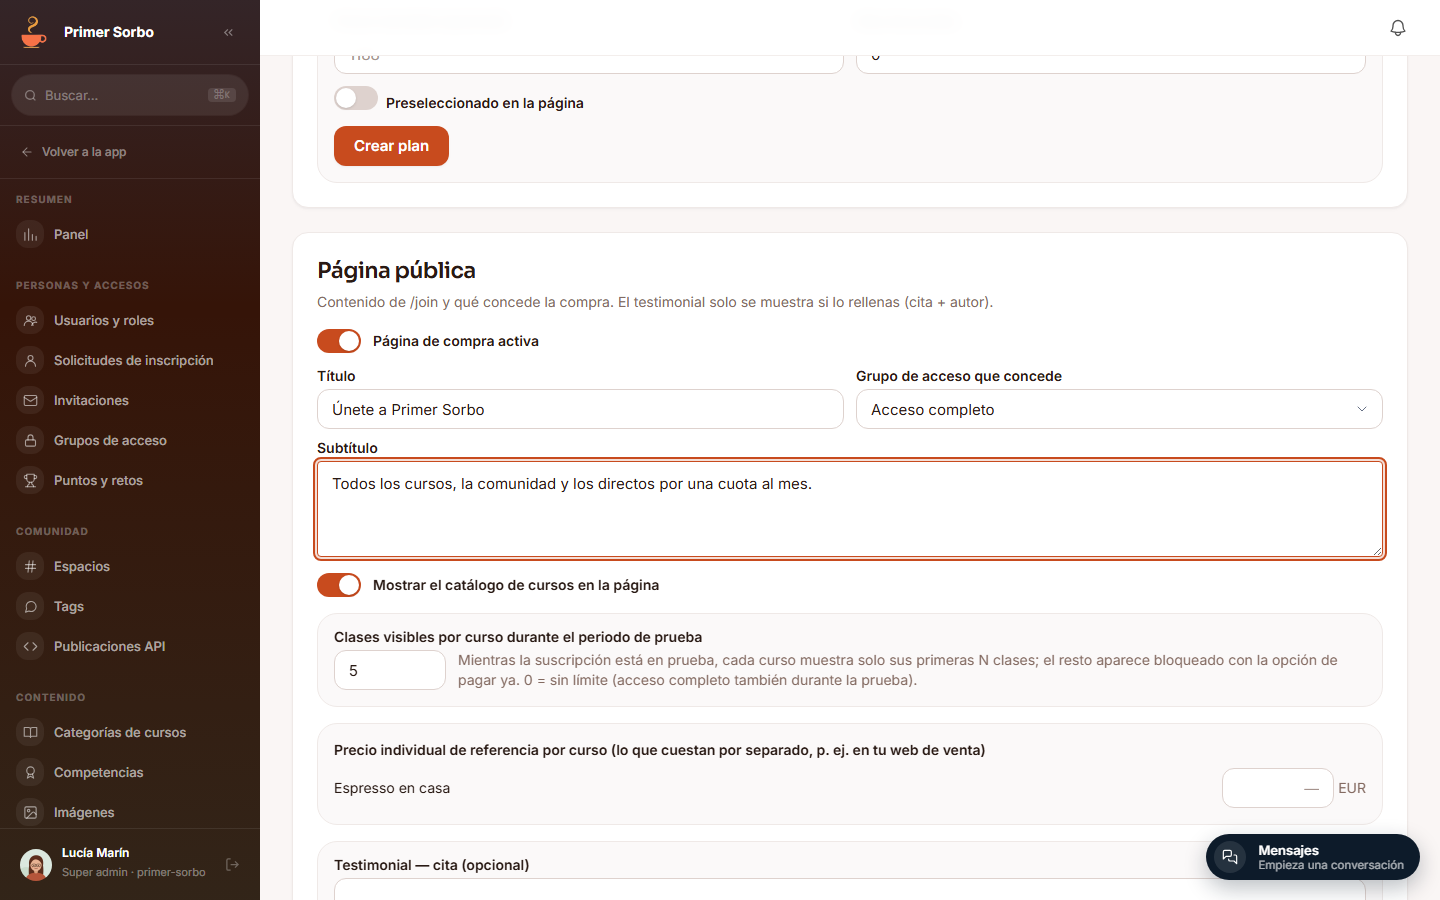 Primer Sorbo
Buscar...
⌘K
Volver a la app
RESUMEN
Panel
PERSONAS Y ACCESOS
Usuarios y roles
Solicitudes de inscripción
Invitaciones
Grupos de acceso
Puntos y retos
COMUNIDAD
Espacios
Tags
Publicaciones API
CONTENIDO
Categorías de cursos
Competencias
Imágenes
Lucía Marín
Super admin · primer-sorbo
0
Preseleccionado en la página
Crear plan
Página pública
Contenido de /join y qué concede la compra. El testimonial solo se muestra si lo rellenas (cita + autor).
Página de compra activa
Título
Grupo de acceso que concede
Únete a Primer Sorbo
Acceso completo
Subtítulo
Todos los cursos, la comunidad y los directos por una cuota al mes.
Mostrar el catálogo de cursos en la página
Clases visibles por curso durante el periodo de prueba
5
Mientras la suscripción está en prueba, cada curso muestra solo sus primeras N clases; el resto aparece bloqueado con la opción de
pagar ya. 0 = sin límite (acceso completo también durante la prueba).
Precio individual de referencia por curso (lo que cuestan por separado, p. ej. en tu web de venta)
Espresso en casa
— EUR
Testimonial — cita (opcional)
Mensajes
Empieza una conversación